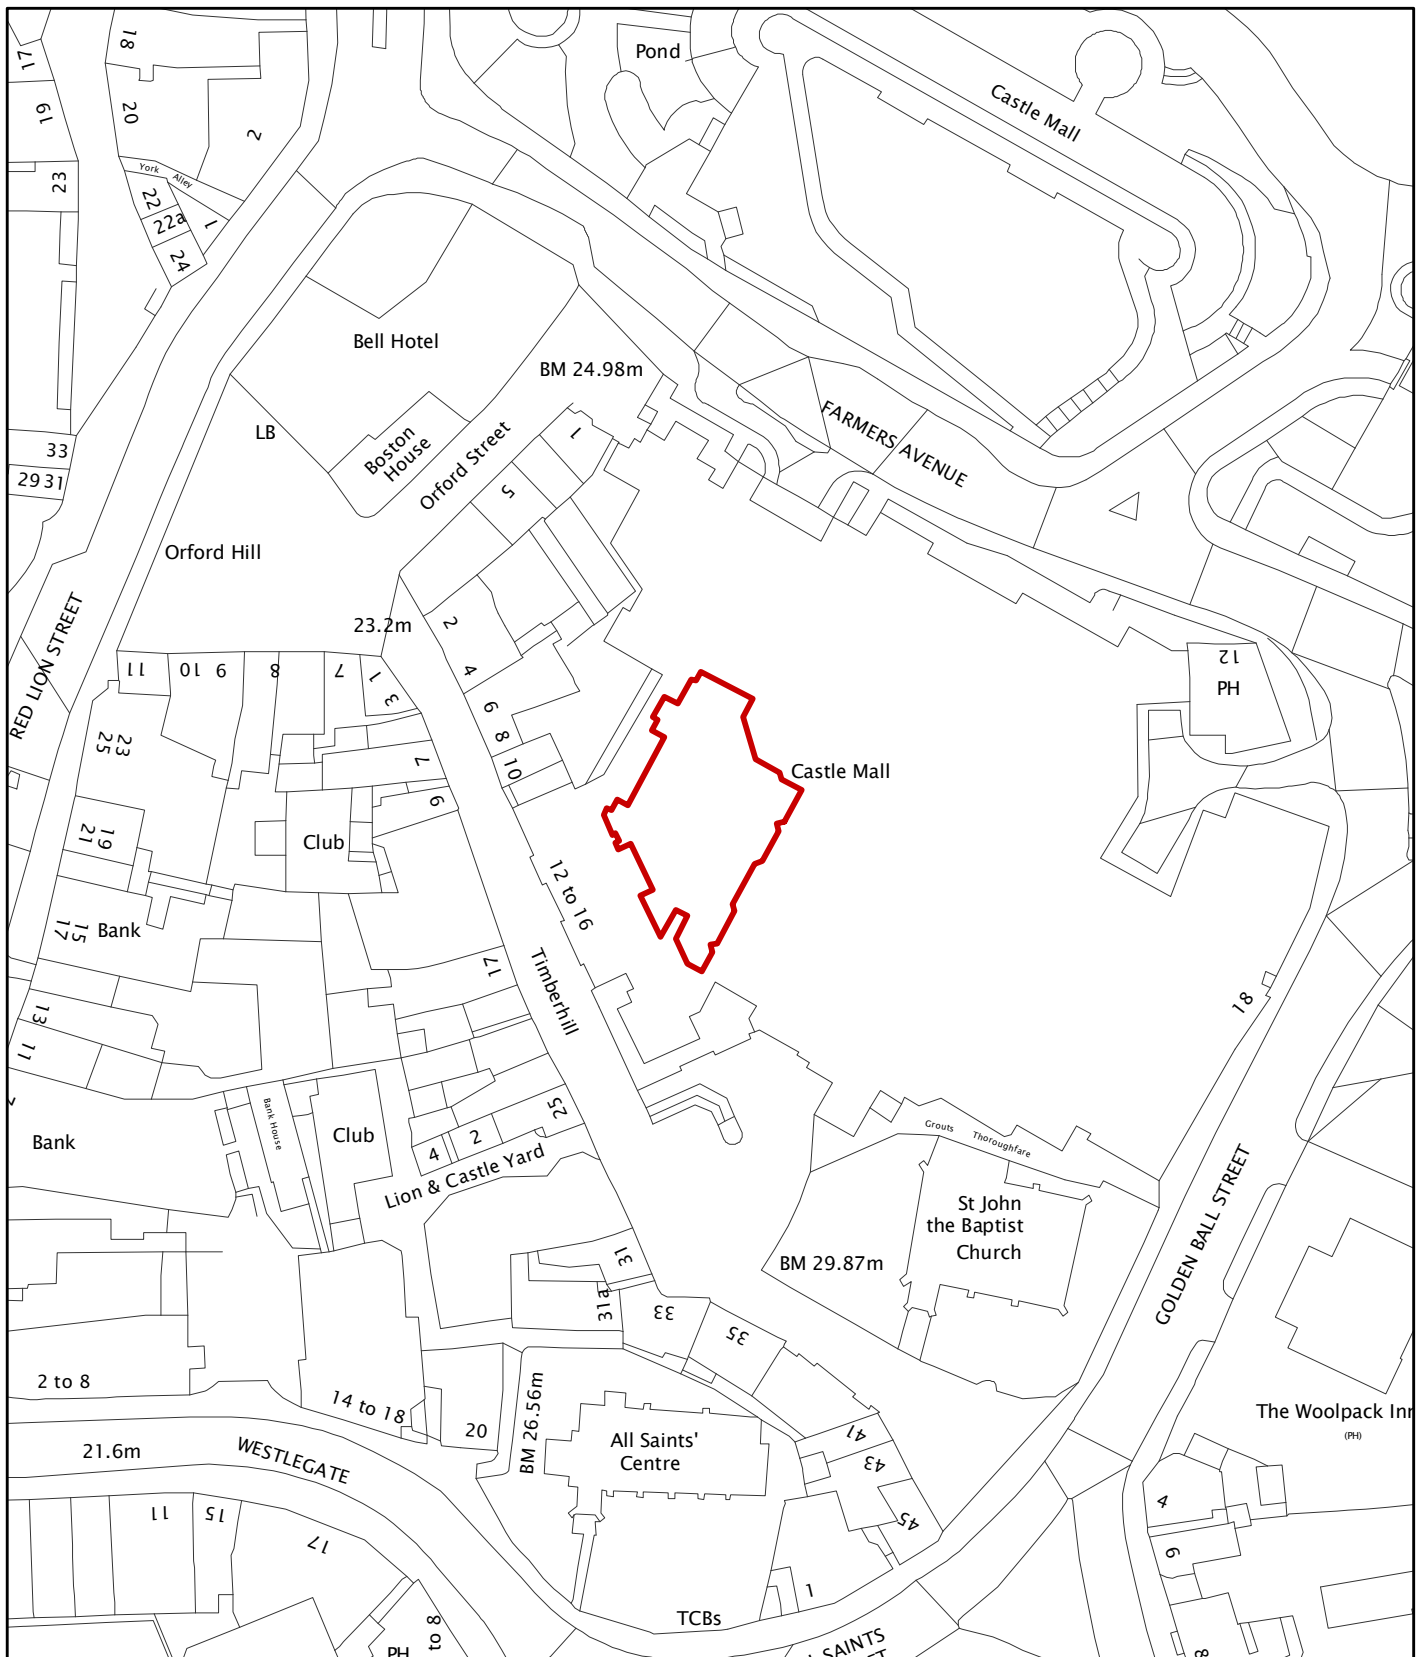 Pond
Castle Mall
17
18
19
20
2
York Alley
23
22
22a
1
24
Bell Hotel
BM 24.98m
LB
Boston
House
Orford Street
1
5
FARMERS AVENUE
33
29 31
Orford Hill
RED LION STREET
23.2m
2
4
6
8
10
11
10
9
8
7
1
3
12
PH
23
25
7
9
Castle Mall
19
21
Club
12 to 16
15
17
Bank
17
Timberhill
18
13
11
Bank
Bank House
Club
25
2
4
Lion & Castle Yard
Grouts Thoroughfare
St John
the Baptist
Church
BM 29.87m
GOLDEN BALL STREET
31
31a
33
35
2 to 8
14 to 18
20
BM 26.56m
All Saints'
Centre
41
43
45
The Woolpack Inn
(PH)
21.6m
WESTLEGATE
11
15
17
4
6
1
TCBs
PH
to 8
SAINTS
8